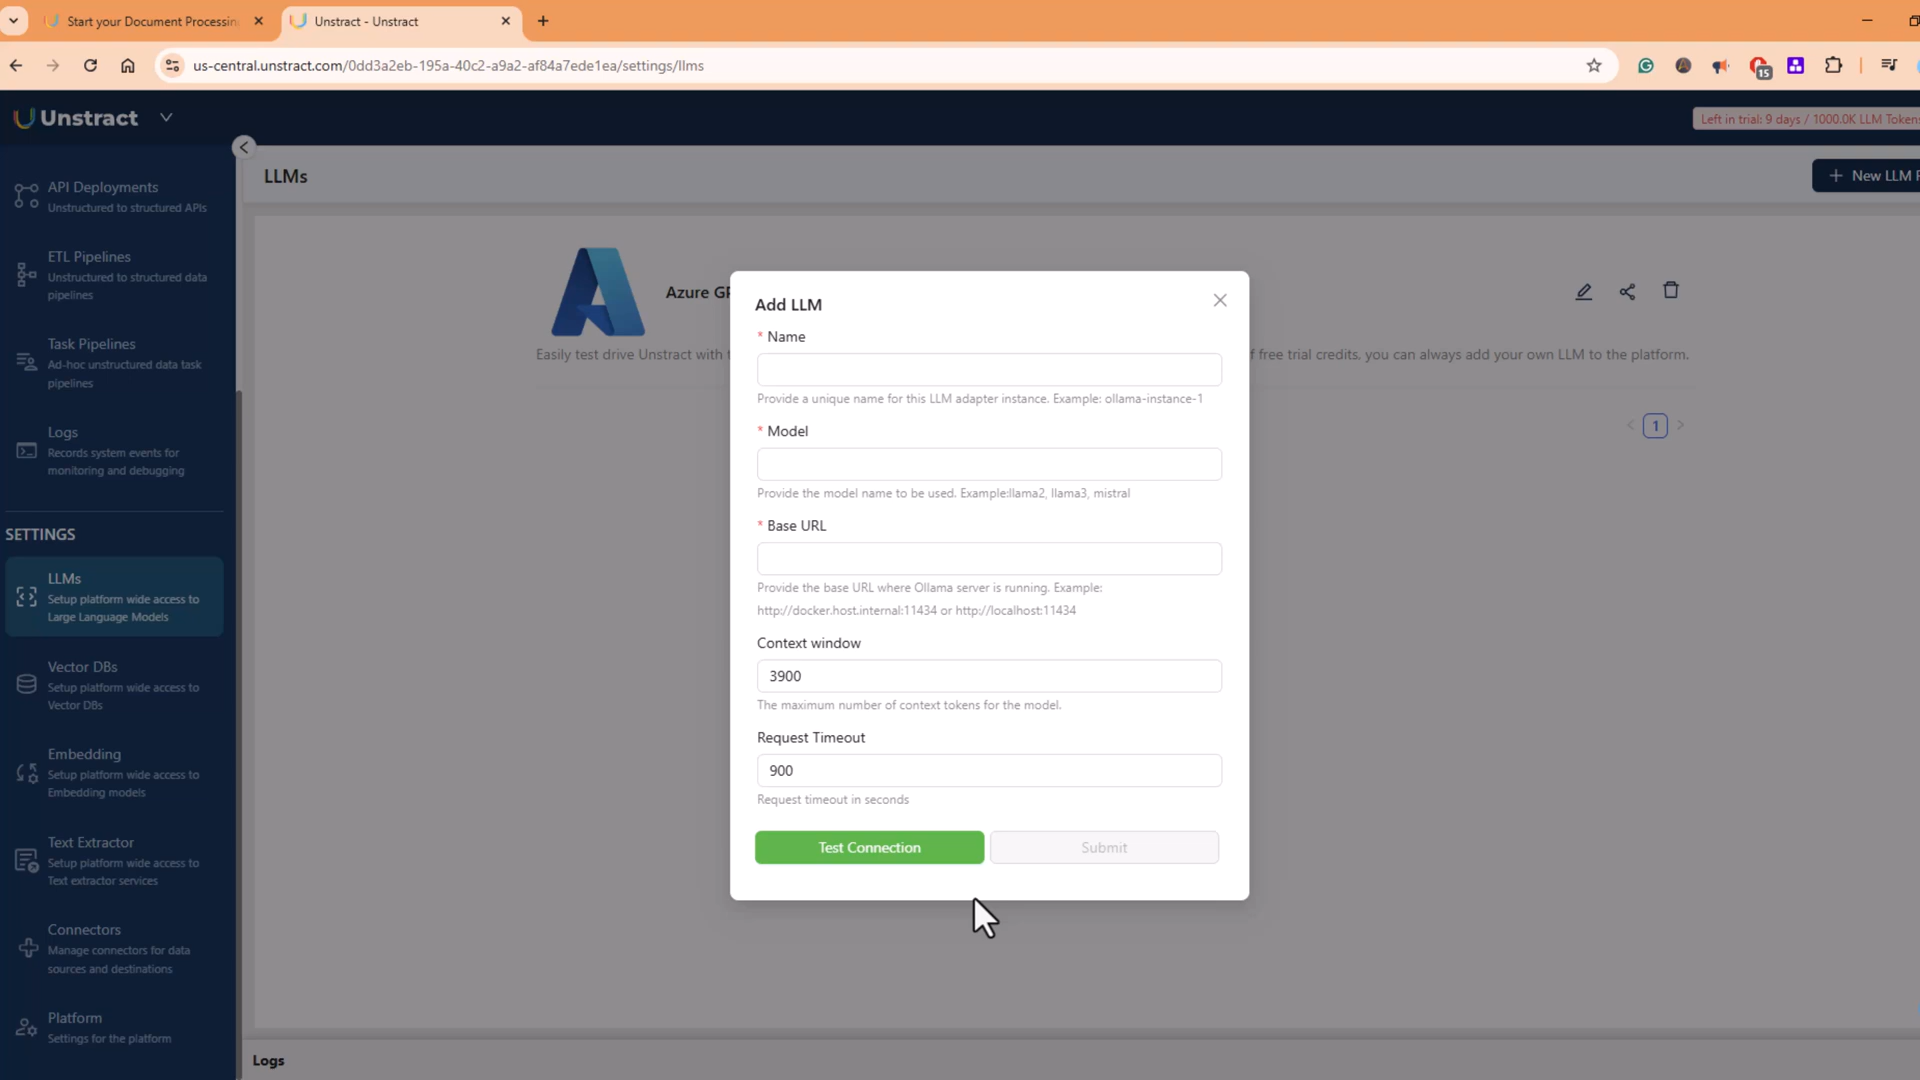 Start your Document Processin
Unstract - Unstract
us-central.unstract.com/0dd3a2eb-195a-40c2-a9a2-af84a7ede1ea/settings/llms
15
Unstract
Left in trial: 9 days / 1000.0K LLM Tokens
API Deployments
Unstructured to structured APIs
ETL Pipelines
Unstructured to structured data
pipelines
Task Pipelines
Ad-hoc unstructured data task
pipelines
Logs
Records system events for
monitoring and debugging
SETTINGS
LLMs
Setup platform wide access to
Large Language Models
Vector DBs
Setup platform wide access to
Vector DBs
Embedding
Setup platform wide access to
Embedding models
Text Extractor
Setup platform wide access to
Text extractor services
Connectors
Manage connectors for data
sources and destinations
Platform
Settings for the platform
LLMs
New LLM P
Azure GP
Easily test drive Unstract with t
f free trial credits, you can always add your own LLM to the platform.
1
Add LLM
* Name
Provide a unique name for this LLM adapter instance. Example: ollama-instance-1
* Model
Provide the model name to be used. Example:llama2, llama3, mistral
* Base URL
Provide the base URL where Ollama server is running. Example:
http://docker.host.internal:11434 or http://localhost:11434
Context window
3900
The maximum number of context tokens for the model.
Request Timeout
900
Request timeout in seconds
Test Connection
Submit
Logs